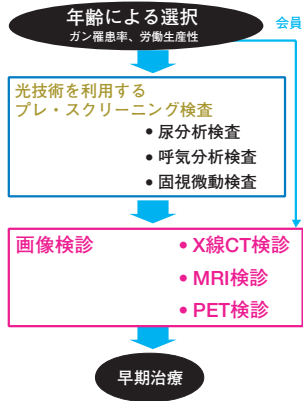 年齢による選択
ガン罹患率、労働生産性
会員
光技術を利用する
プレ・スクリーニング検査
• 尿分析検査
• 呼気分析検査
• 固視微動検査
画像検診
• X線CT検診
• MRI検診
• PET検診
早期治療